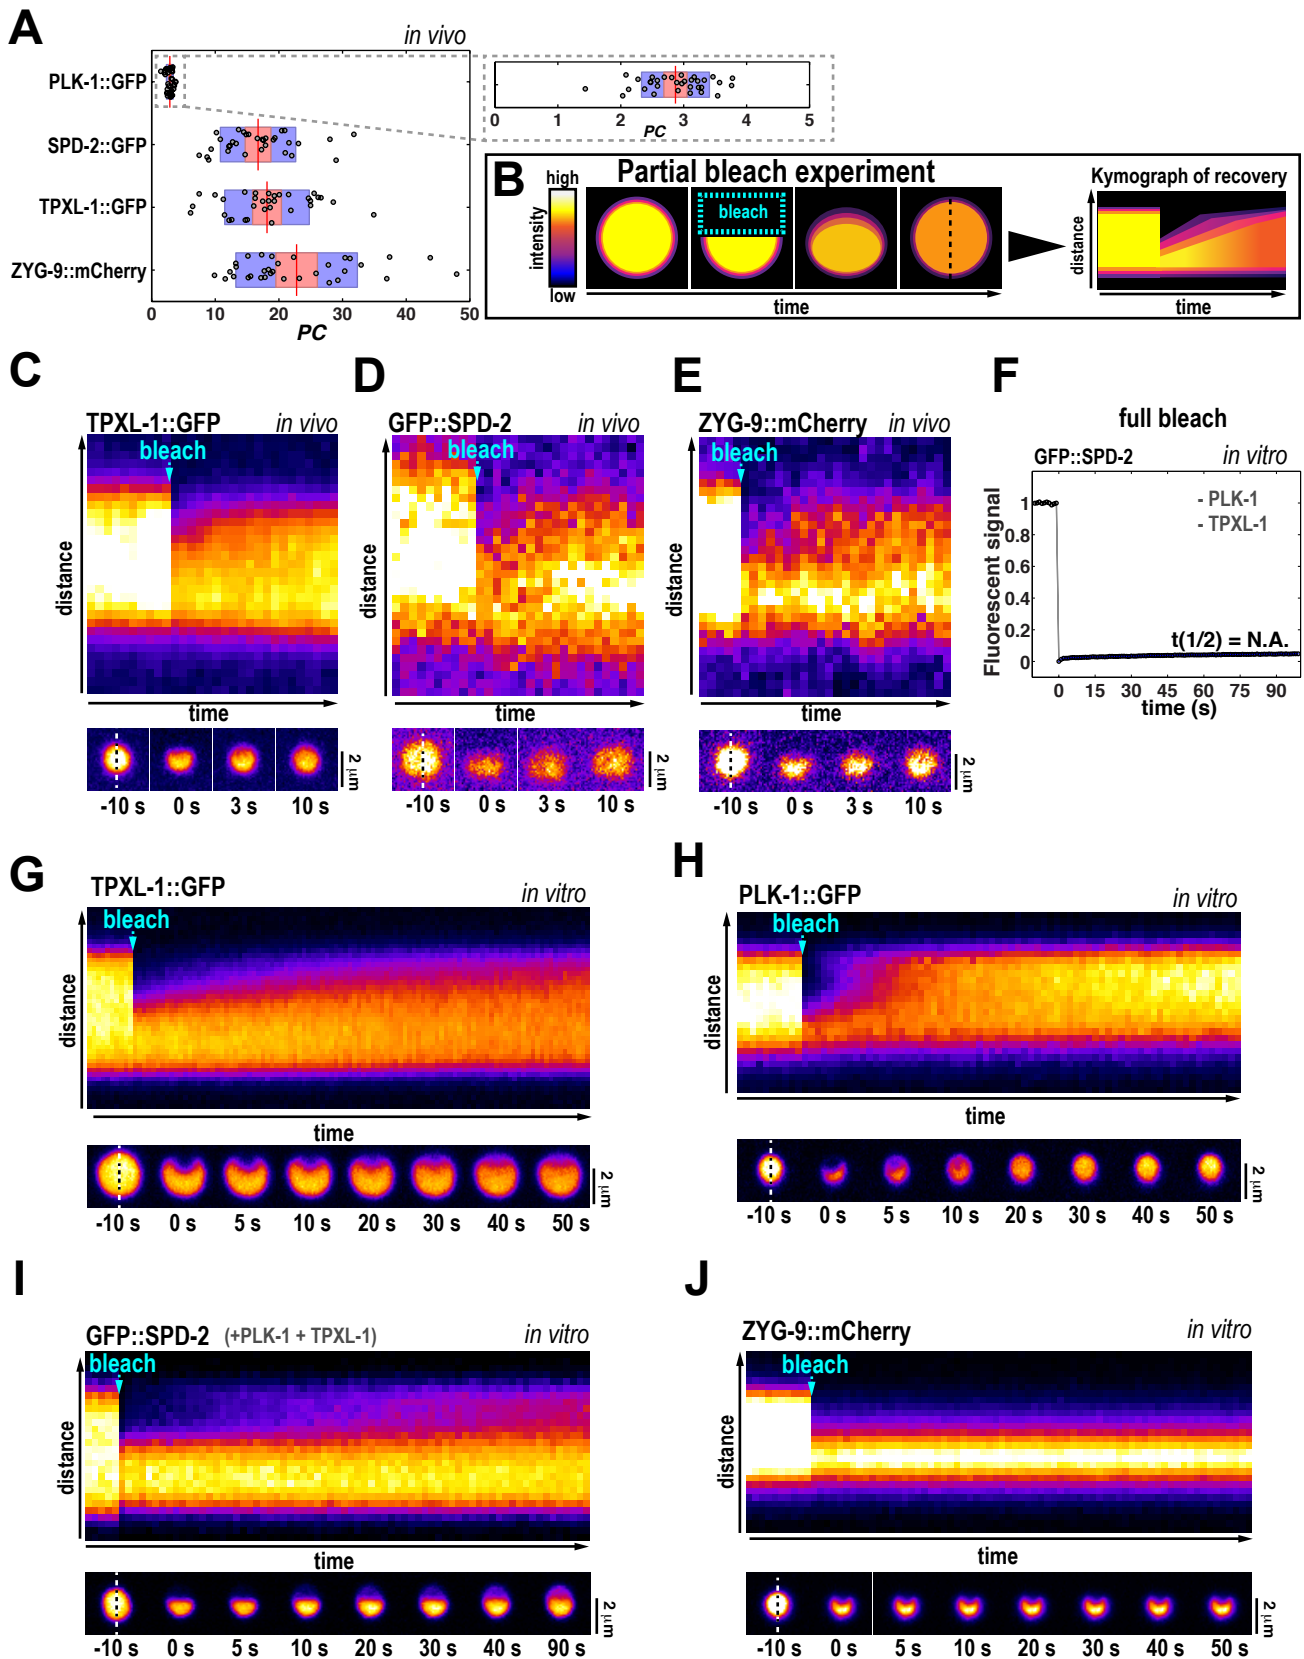 A
in vivo
PLK-1::GFP
SPD-2::GFP
TPXL-1::GFP
ZYG-9::mCherry
0 10 20 30 40 50
PC
0 1 2 3 4 5
PC
B
Partial bleach experiment
high
intensity
low
bleach
time
Kymograph of recovery
distance
time
C
TPXL-1::GFP in vivo
bleach
distance
time
-10 s 0 s 3 s 10 s
2 μm
D
GFP::SPD-2 in vivo
bleach
distance
time
-10 s 0 s 3 s 10 s
2 μm
E
ZYG-9::mCherry in vivo
bleach
distance
time
-10 s 0 s 3 s 10 s
2 μm
F
full bleach
GFP::SPD-2 in vitro
- PLK-1
- TPXL-1
Fluorescent signal
1
0.8
0.6
0.4
0.2
0
t(1/2) = N.A.
0 15 30 45 60 75 90
time (s)
G
TPXL-1::GFP in vitro
bleach
distance
time
-10 s 0 s 5 s 10 s 20 s 30 s 40 s 50 s
2 μm
H
PLK-1::GFP in vitro
bleach
distance
time
-10 s 0 s 5 s 10 s 20 s 30 s 40 s 50 s
2 μm
I
GFP::SPD-2 (+PLK-1 + TPXL-1) in vitro
bleach
distance
time
-10 s 0 s 5 s 10 s 20 s 30 s 40 s 90 s
2 μm
J
ZYG-9::mCherry in vitro
bleach
distance
time
-10 s 0 s 5 s 10 s 20 s 30 s 40 s 50 s
2 μm